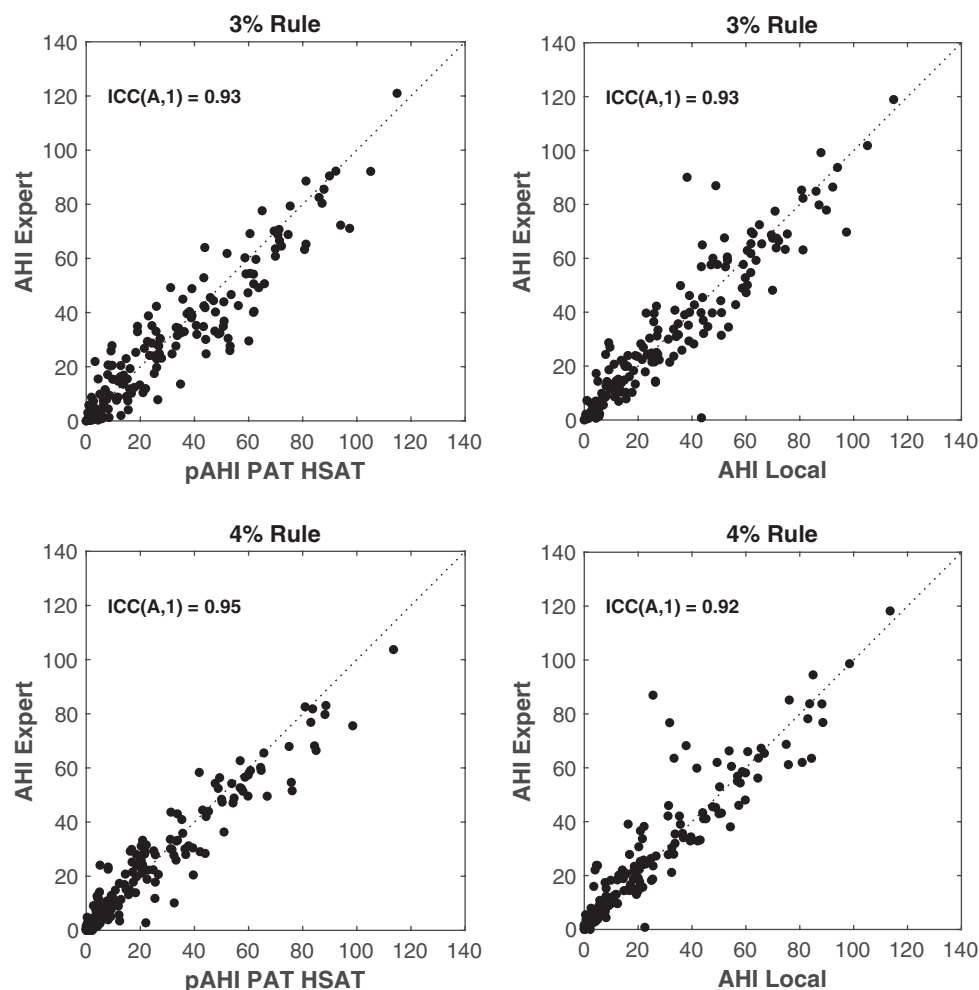 3% Rule
140
120
100
80
60
40
20
0
AHI Expert
ICC(A,1) = 0.93
0 20 40 60 80 100 120 140
pAHI PAT HSAT
3% Rule
140
120
100
80
60
40
20
0
AHI Expert
ICC(A,1) = 0.93
0 20 40 60 80 100 120 140
AHI Local
4% Rule
140
120
100
80
60
40
20
0
AHI Expert
ICC(A,1) = 0.95
0 20 40 60 80 100 120 140
pAHI PAT HSAT
4% Rule
140
120
100
80
60
40
20
0
AHI Expert
ICC(A,1) = 0.92
0 20 40 60 80 100 120 140
AHI Local